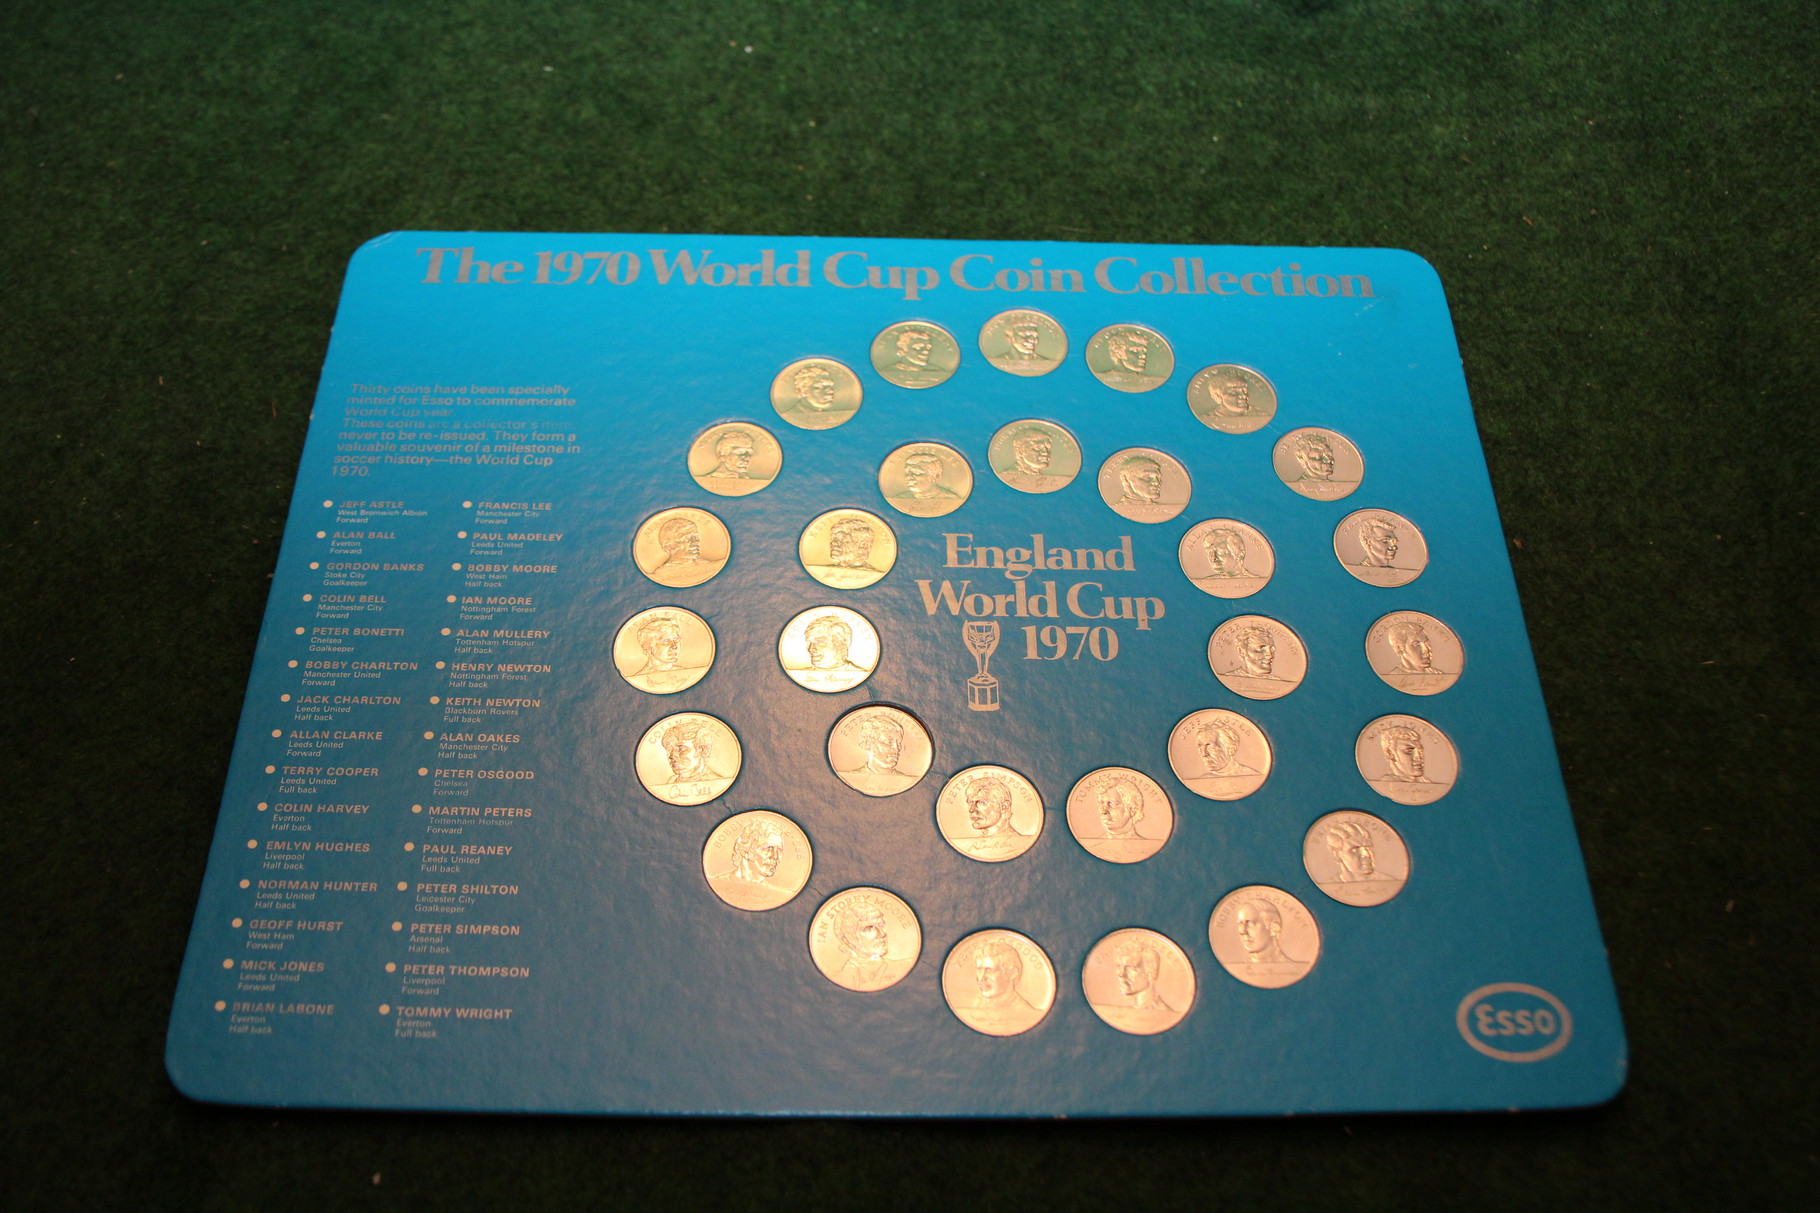 The 1970 World Cup Coin Collection
Thirty coins have been specially
minted for Esso to commemorate
World Cup year.
These coins are a collector's item,
never to be re-issued. They form a
valuable souvenir of a milestone in
soccer history—the World Cup
1970.
JEFF ASTLE
West Bromwich Albion
Forward
ALAN BALL
Everton
Forward
GORDON BANKS
Stoke City
Goalkeeper
COLIN BELL
Manchester City
Forward
PETER BONETTI
Chelsea
Goalkeeper
BOBBY CHARLTON
Manchester United
Forward
JACK CHARLTON
Leeds United
Half back
ALLAN CLARKE
Leeds United
Forward
TERRY COOPER
Leeds United
Full back
COLIN HARVEY
Everton
Half back
EMLYN HUGHES
Liverpool
Half back
NORMAN HUNTER
Leeds United
Half back
GEOFF HURST
West Ham
Forward
MICK JONES
Leeds United
Forward
BRIAN LABONE
Everton
Half back
FRANCIS LEE
Manchester City
Forward
PAUL MADELEY
Leeds United
Forward
BOBBY MOORE
West Ham
Half back
IAN MOORE
Nottingham Forest
Forward
ALAN MULLERY
Tottenham Hotspur
Half back
HENRY NEWTON
Nottingham Forest
Half back
KEITH NEWTON
Blackburn Rovers
Full back
ALAN OAKES
Manchester City
Half back
PETER OSGOOD
Chelsea
Forward
MARTIN PETERS
Tottenham Hotspur
Forward
PAUL REANEY
Leeds United
Full back
PETER SHILTON
Leicester City
Goalkeeper
PETER SIMPSON
Arsenal
Half back
PETER THOMPSON
Liverpool
Forward
TOMMY WRIGHT
Everton
Full back
England
World Cup
1970
PETER SIMPSON
TOMMY WRIGHT
IAN STOREY MOORE
Esso